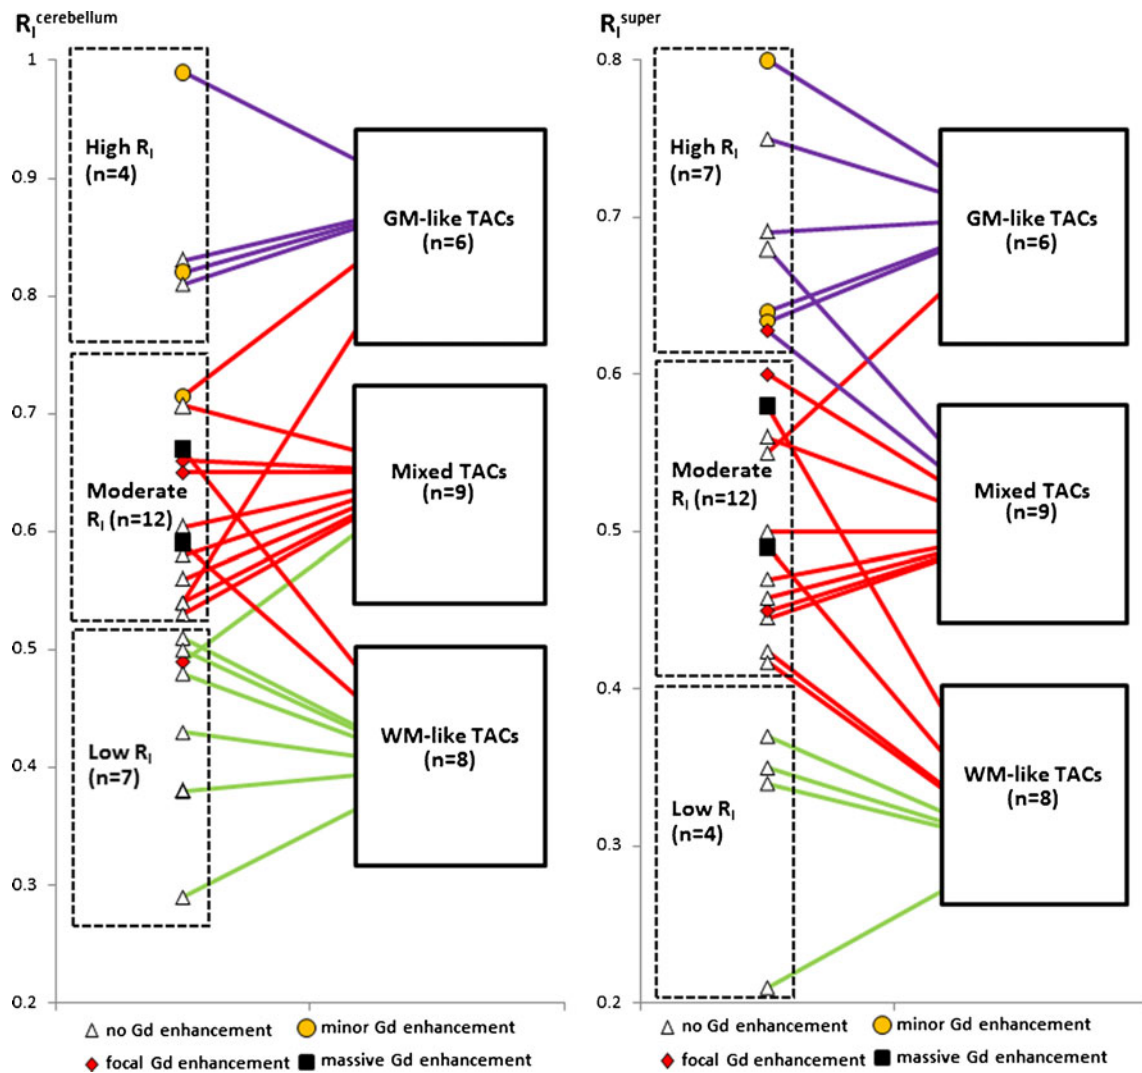 R_I^cerebellum
1
0.9
0.8
0.7
0.6
0.5
0.4
0.3
0.2
High R_I
(n=4)
Moderate
R_I (n=12)
Low R_I
(n=7)
GM-like TACs
(n=6)
Mixed TACs
(n=9)
WM-like TACs
(n=8)
no Gd enhancement
minor Gd enhancement
focal Gd enhancement
massive Gd enhancement
R_I^super
0.8
0.7
0.6
0.5
0.4
0.3
0.2
High R_I
(n=7)
Moderate
R_I (n=12)
Low R_I
(n=4)
GM-like TACs
(n=6)
Mixed TACs
(n=9)
WM-like TACs
(n=8)
no Gd enhancement
minor Gd enhancement
focal Gd enhancement
massive Gd enhancement